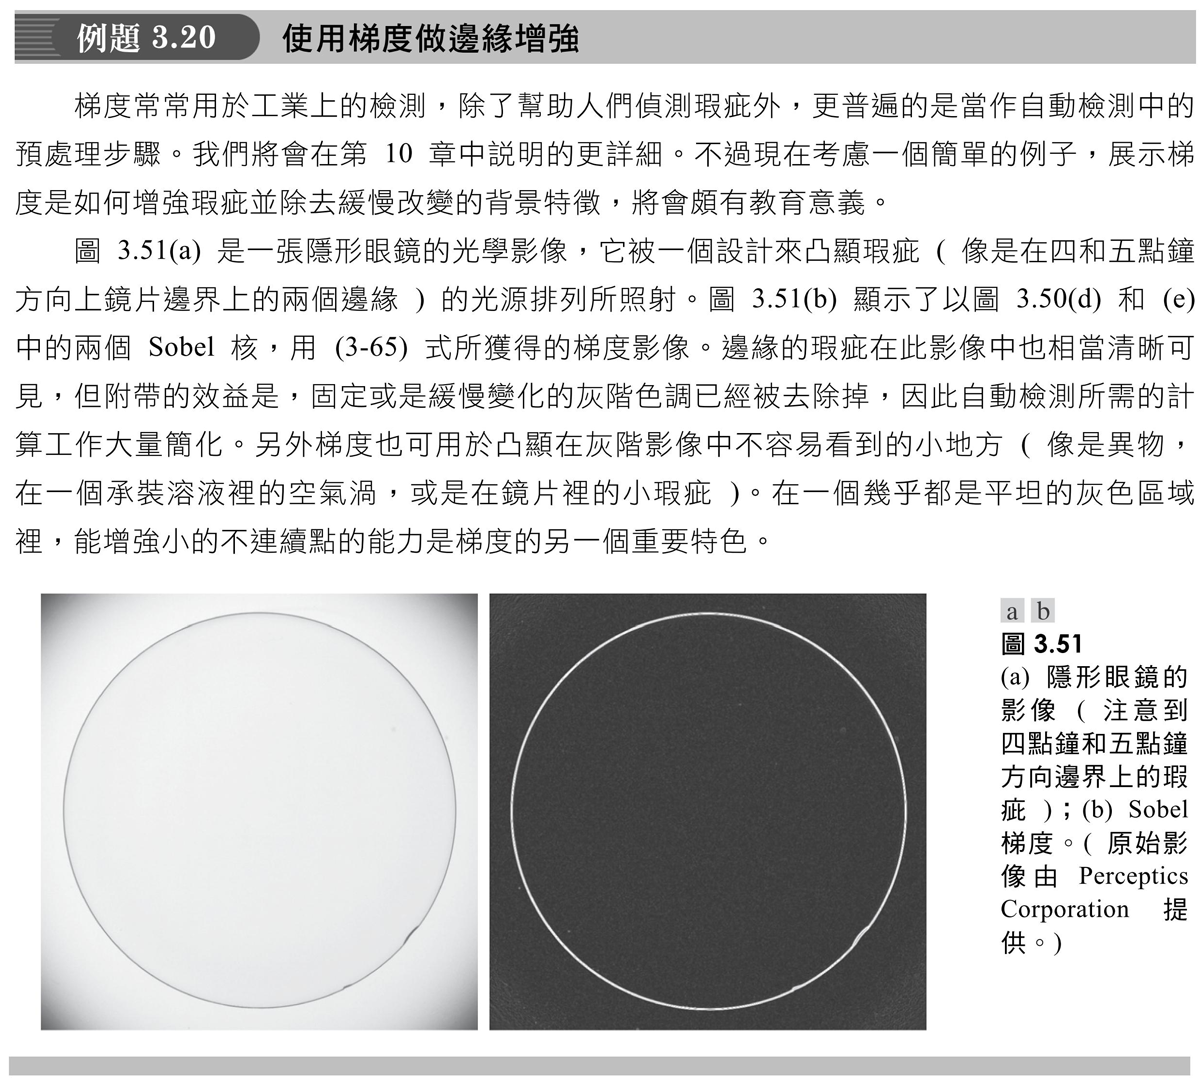 例題 3.20 使用梯度做邊緣增強
梯度常常用於工業上的檢測，除了幫助人們偵測瑕疵外，更普遍的是當作自動檢測中的
預處理步驟。我們將會在第 10 章中說明的更詳細。不過現在考慮一個簡單的例子，展示梯
度是如何增強瑕疵並除去緩慢改變的背景特徵，將會頗有教育意義。
圖 3.51(a) 是一張隱形眼鏡的光學影像，它被一個設計來凸顯瑕疵 ( 像是在四和五點鐘
方向上鏡片邊界上的兩個邊緣 ) 的光源排列所照射。圖 3.51(b) 顯示了以圖 3.50(d) 和 (e)
中的兩個 Sobel 核，用 (3-65) 式所獲得的梯度影像。邊緣的瑕疵在此影像中也相當清晰可
見，但附帶的效益是，固定或是緩慢變化的灰階色調已經被去除掉，因此自動檢測所需的計
算工作大量簡化。另外梯度也可用於凸顯在灰階影像中不容易看到的小地方 ( 像是異物，
在一個承裝溶液裡的空氣渦，或是在鏡片裡的小瑕疵 )。在一個幾乎都是平坦的灰色區域
裡，能增強小的不連續點的能力是梯度的另一個重要特色。
a b
圖 3.51
(a) 隱形眼鏡的
影像 ( 注意到
四點鐘和五點鐘
方向邊界上的瑕
疵 )；(b) Sobel
梯度。( 原始影
像由 Perceptics
Corporation 提
供。)